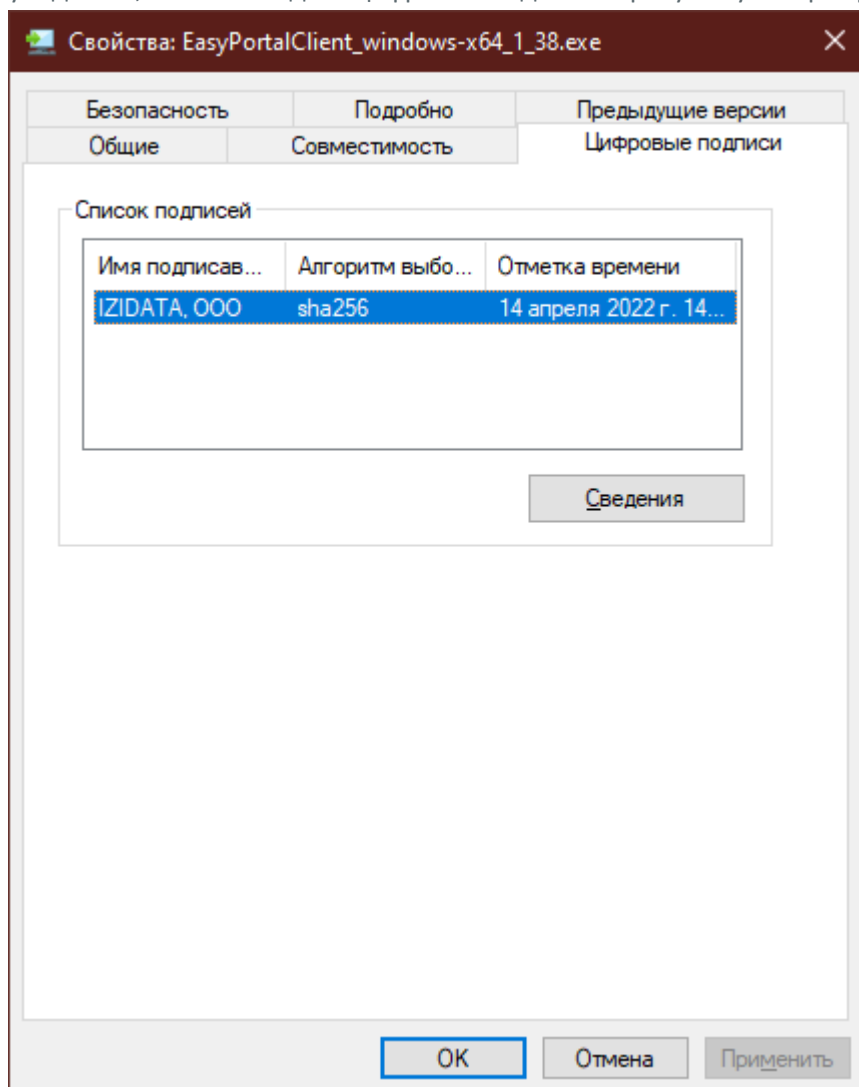 Свойства: EasyPortalClient_windows-x64_1_38.exe
Безопасность Подробно Предыдущие версии
Общие Совместимость Цифровые подписи
Список подписей
Имя подписав... Алгоритм выбо... Отметка времени
IZIDATA, ООО sha256 14 апреля 2022 г. 14...
Сведения
OK Отмена Применить